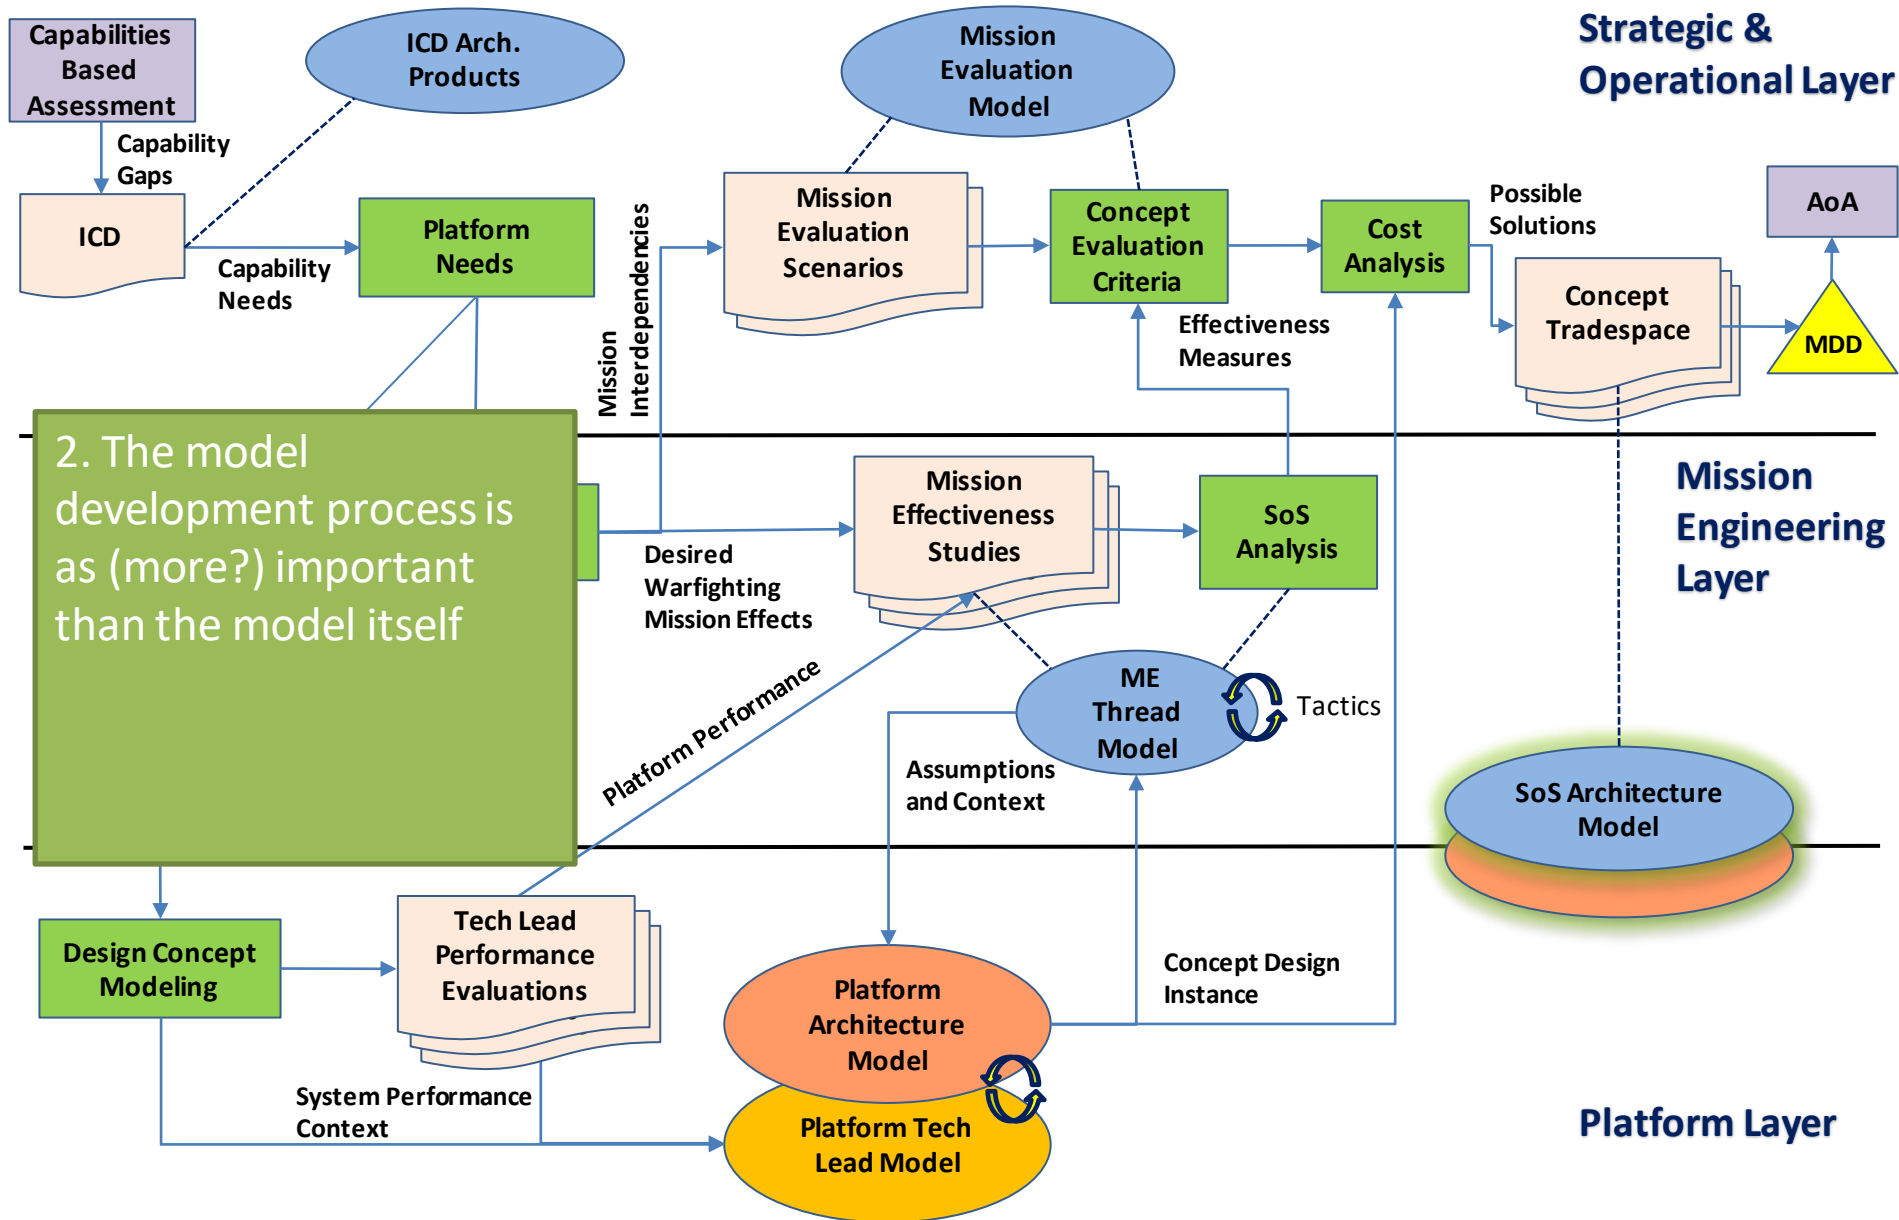 Capabilities
Based
Assessment
ICD Arch.
Products
Mission
Evaluation
Model
Strategic &
Operational Layer
Capability
Gaps
ICD
Capability
Needs
Platform
Needs
Mission
Interdependencies
Mission
Evaluation
Scenarios
Concept
Evaluation
Criteria
Cost
Analysis
Possible
Solutions
AoA
Concept
Tradespace
MDD
Effectiveness
Measures
2. The model
development process is
as (more?) important
than the model itself
Desired
Warfighting
Mission Effects
Mission
Effectiveness
Studies
SoS
Analysis
Mission
Engineering
Layer
Platform Performance
ME
Thread
Model
Tactics
Assumptions
and Context
SoS Architecture
Model
Design Concept
Modeling
Tech Lead
Performance
Evaluations
Platform
Architecture
Model
Concept Design
Instance
System Performance
Context
Platform Tech
Lead Model
Platform Layer